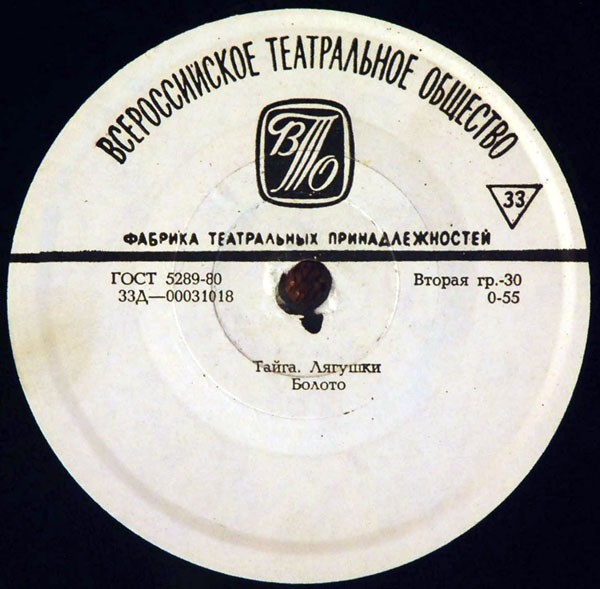 ВСЕРОССИЙСКОЕ ТЕАТРАЛЬНОЕ ОБЩЕСТВО
ВТО
33
ФАБРИКА ТЕАТРАЛЬНЫХ ПРИНАДЛЕЖНОСТЕЙ
ГОСТ 5289-80 Вторая гр.-30
33Д—00031018 0-55
Тайга. Лягушки
Болото